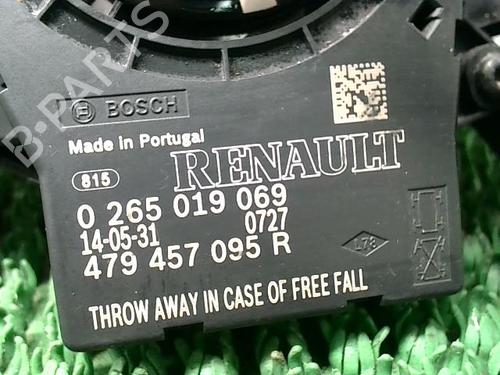 BOSCH
Made in Portugal
RENAULT
815
0 265 019 069
14-05-31 0727
479 457 095 R
THROW AWAY IN CASE OF FREE FALL
B-PARTS